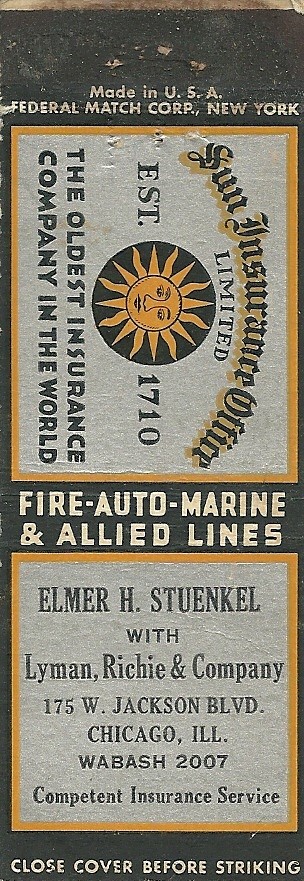 Made in U. S. A.
FEDERAL MATCH CORP., NEW YORK
Sun Insurance Office
LIMITED
EST. 1710
THE OLDEST INSURANCE
COMPANY IN THE WORLD
FIRE-AUTO-MARINE
& ALLIED LINES
ELMER H. STUENKEL
WITH
Lyman, Richie & Company
175 W. JACKSON BLVD.
CHICAGO, ILL.
WABASH 2007
Competent Insurance Service
CLOSE COVER BEFORE STRIKING